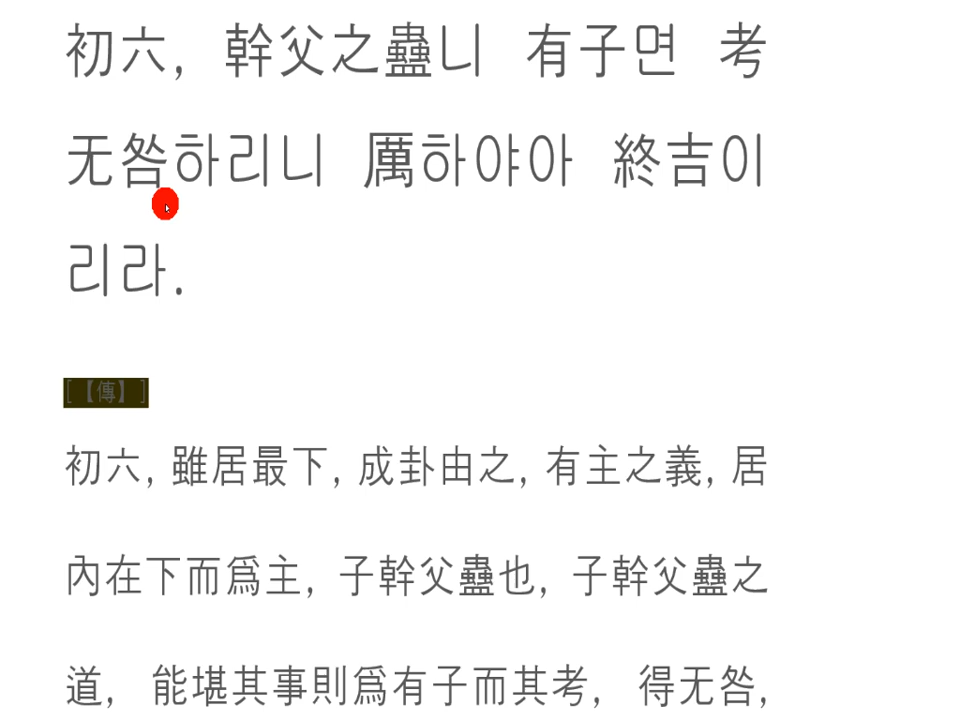 初六, 幹父之蠱니 有子면 考
无咎하리니 厲하야아 終吉이
리라.
[【傳】]
初六, 雖居最下, 成卦由之, 有主之義, 居
內在下而爲主, 子幹父蠱也, 子幹父蠱之
道, 能堪其事則爲有子而其考, 得无咎,